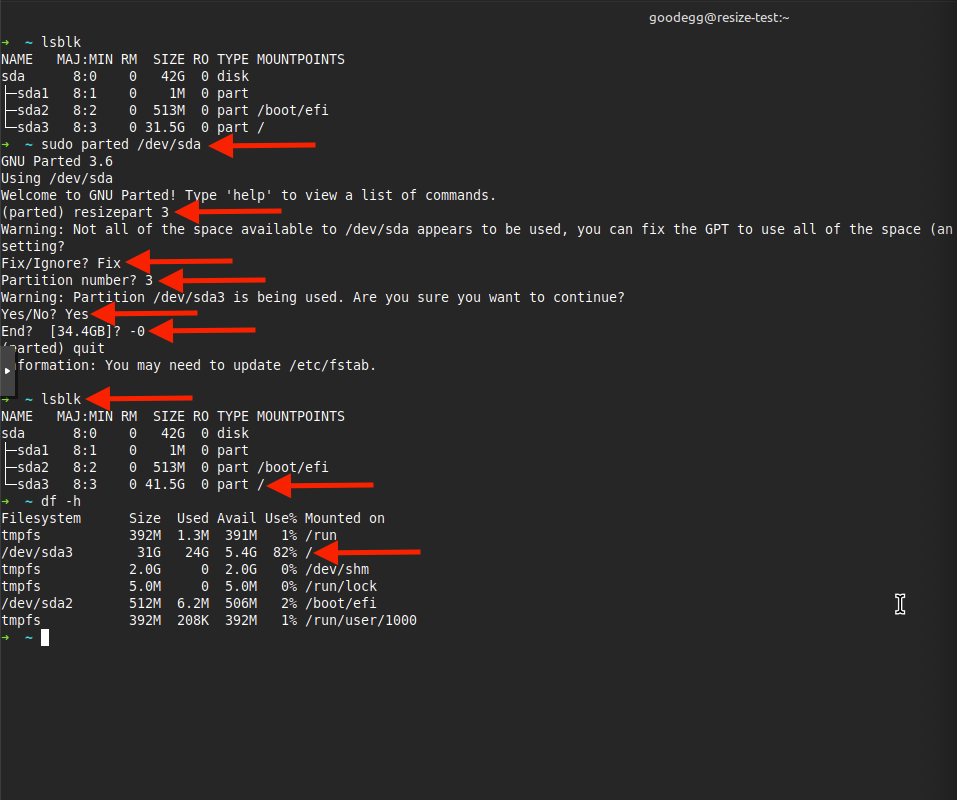 goodegg@resize-test:~
➜  ~ lsblk
NAME   MAJ:MIN RM  SIZE RO TYPE MOUNTPOINTS
sda      8:0    0   42G  0 disk
├─sda1   8:1    0    1M  0 part
├─sda2   8:2    0  513M  0 part /boot/efi
└─sda3   8:3    0 31.5G  0 part /
➜  ~ sudo parted /dev/sda
GNU Parted 3.6
Using /dev/sda
Welcome to GNU Parted! Type 'help' to view a list of commands.
(parted) resizepart 3
Warning: Not all of the space available to /dev/sda appears to be used, you can fix the GPT to use all of the space (an
setting?
Fix/Ignore? Fix
Partition number? 3
Warning: Partition /dev/sda3 is being used. Are you sure you want to continue?
Yes/No? Yes
End?  [34.4GB]? -0
(parted) quit
formation: You may need to update /etc/fstab.
➜  ~ lsblk
NAME   MAJ:MIN RM  SIZE RO TYPE MOUNTPOINTS
sda      8:0    0   42G  0 disk
├─sda1   8:1    0    1M  0 part
├─sda2   8:2    0  513M  0 part /boot/efi
└─sda3   8:3    0 41.5G  0 part /
➜  ~ df -h
Filesystem      Size  Used Avail Use% Mounted on
tmpfs           392M  1.3M  391M   1% /run
/dev/sda3        31G   24G  5.4G  82% /
tmpfs           2.0G     0  2.0G   0% /dev/shm
tmpfs           5.0M     0  5.0M   0% /run/lock
/dev/sda2       512M  6.2M  506M   2% /boot/efi
tmpfs           392M  208K  392M   1% /run/user/1000
➜  ~